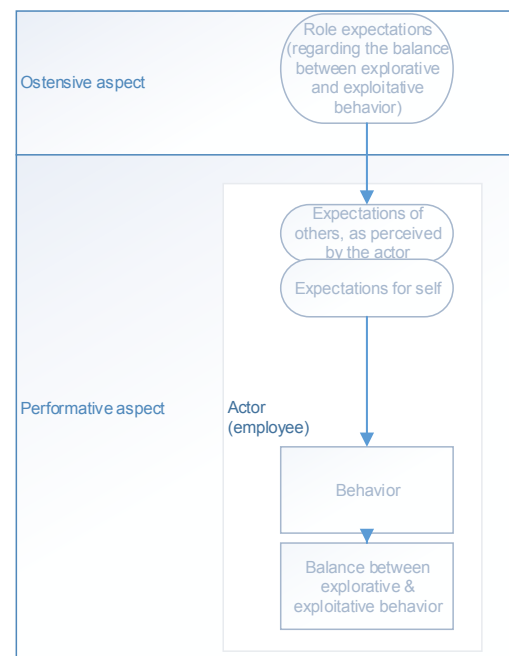 Role expectations
(regarding the balance
between explorative
and exploitative
behavior)
Ostensive aspect
Expectations of
others, as perceived
by the actor
Expectations for self
Performative aspect
Actor
(employee)
Behavior
Balance between
explorative &
exploitative behavior